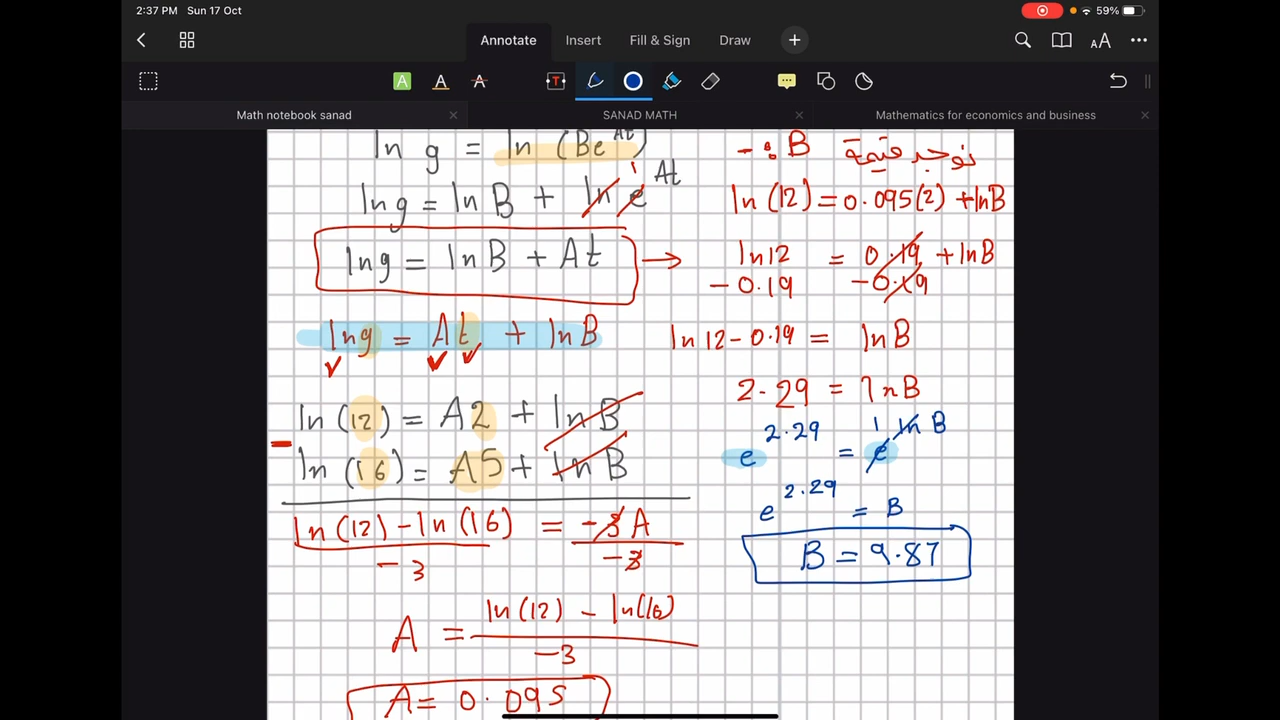 2:37 PM Sun 17 Oct
59%
Annotate Insert Fill & Sign Draw
Math notebook sanad
SANAD MATH
Mathematics for economics and business
ln g = ln (Be^At)
ln g = ln B + ln e^At
1
ln g = ln B + At
ln g = At + ln B
ln (12) = A2 + ln B
ln (16) = A5 + ln B
ln (12) - ln (16) = -3A
-3 -3
A = ln (12) - ln (16)
-3
A = 0.095
نوجد قيمة B :-
ln (12) = 0.095(2) + ln B
ln 12 = 0.19 + ln B
-0.19 -0.19
ln 12 - 0.19 = ln B
2.29 = ln B
e^2.29 = e^ln B
1
e^2.29 = B
B = 9.87